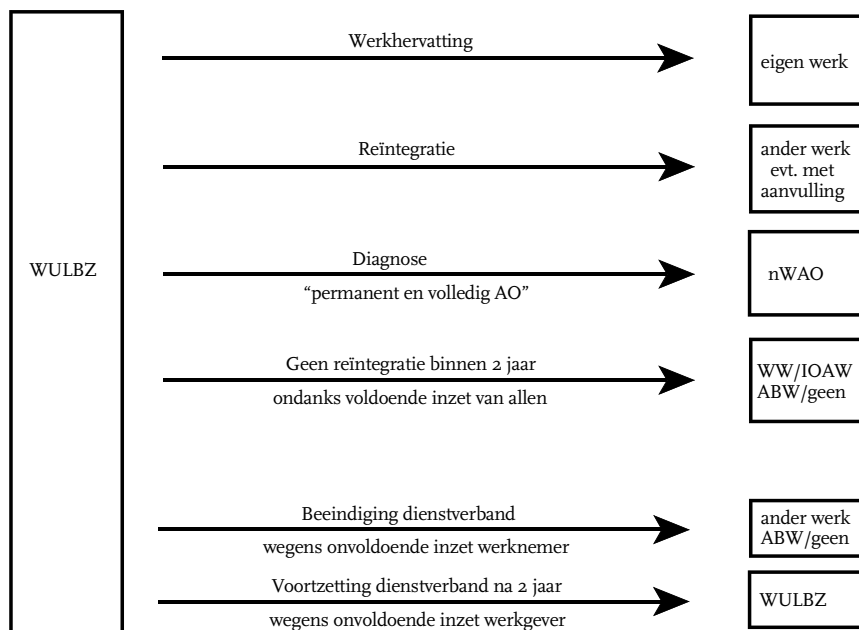 Werkhervatting
eigen werk
Reïntegratie
ander werk
evt. met
aanvulling
WULBZ
Diagnose
“permanent en volledig AO”
nWAO
Geen reïntegratie binnen 2 jaar
ondanks voldoende inzet van allen
WW/IOAW
ABW/geen
Beeindiging dienstverband
wegens onvoldoende inzet werknemer
ander werk
ABW/geen
Voortzetting dienstverband na 2 jaar
wegens onvoldoende inzet werkgever
WULBZ